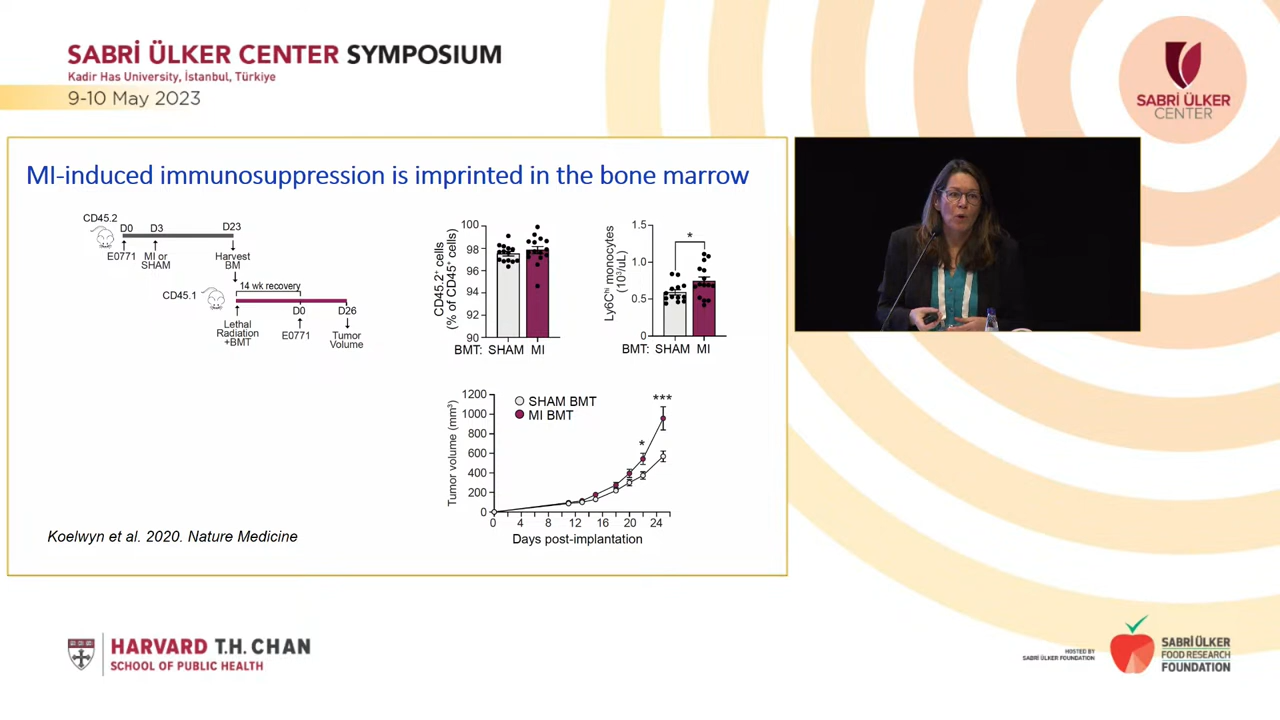 SABRİ ÜLKER CENTER SYMPOSIUM
Kadir Has University, İstanbul, Türkiye
9-10 May 2023
SABRİ ÜLKER
CENTER
MI-induced immunosuppression is imprinted in the bone marrow
CD45.2
D0 D3 D23
E0771 MI or
SHAM
Harvest
BM
14 wk recovery
CD45.1
D0 D26
Lethal
Radiation
+BMT
E0771
Tumor
Volume
CD45.2⁺ cells
(% of CD45⁺ cells)
100
98
96
94
92
90
BMT: SHAM MI
Ly6Cʰⁱ monocytes
(10³/uL)
1.5
1.0
0.5
0
*
BMT: SHAM MI
Tumor volume (mm³)
1200
1000
800
600
400
200
0
SHAM BMT
MI BMT
*
***
0 4 8 12 16 20 24
Days post-implantation
Koelwyn et al. 2020. Nature Medicine
HARVARD T.H. CHAN
SCHOOL OF PUBLIC HEALTH
HOSTED BY
SABRİ ÜLKER FOUNDATION
SABRİ ÜLKER
FOOD RESEARCH
FOUNDATION